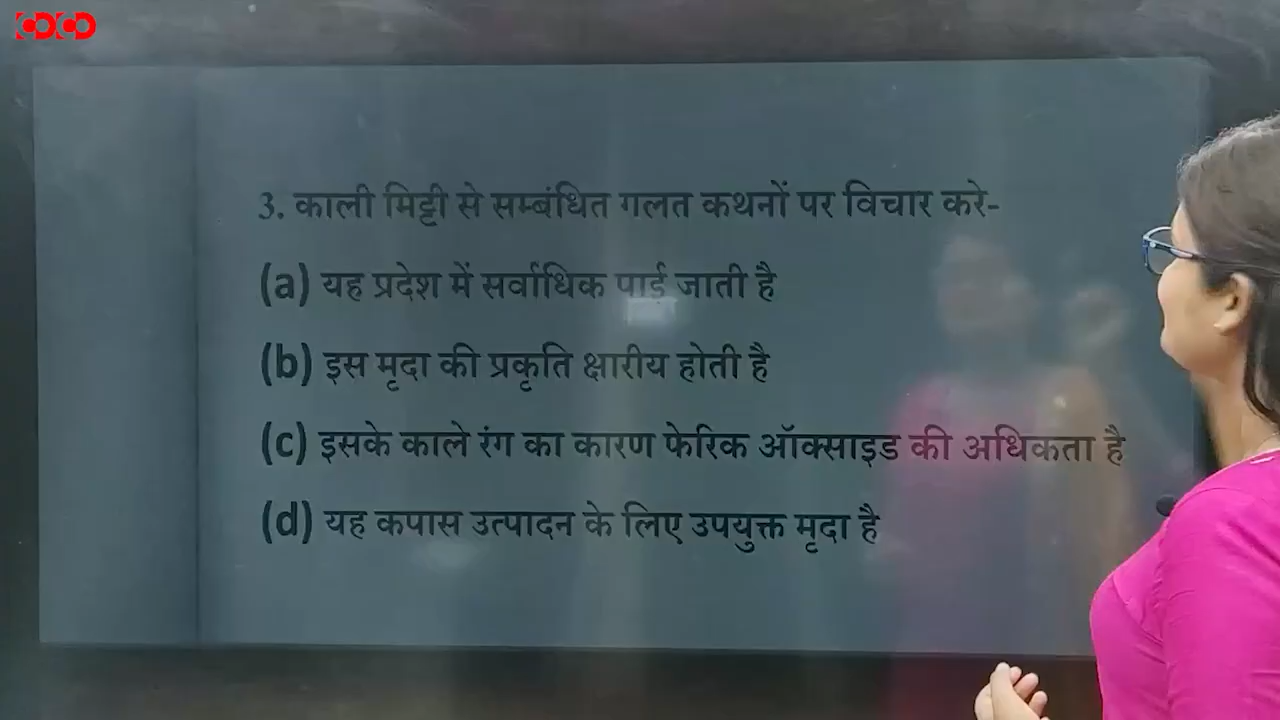 COCO
3. काली मिट्टी से सम्बंधित गलत कथनों पर विचार करे-
(a) यह प्रदेश में सर्वाधिक पाई जाती है
(b) इस मृदा की प्रकृति क्षारीय होती है
(c) इसके काले रंग का कारण फेरिक ऑक्साइड की अधिकता है
(d) यह कपास उत्पादन के लिए उपयुक्त मृदा है